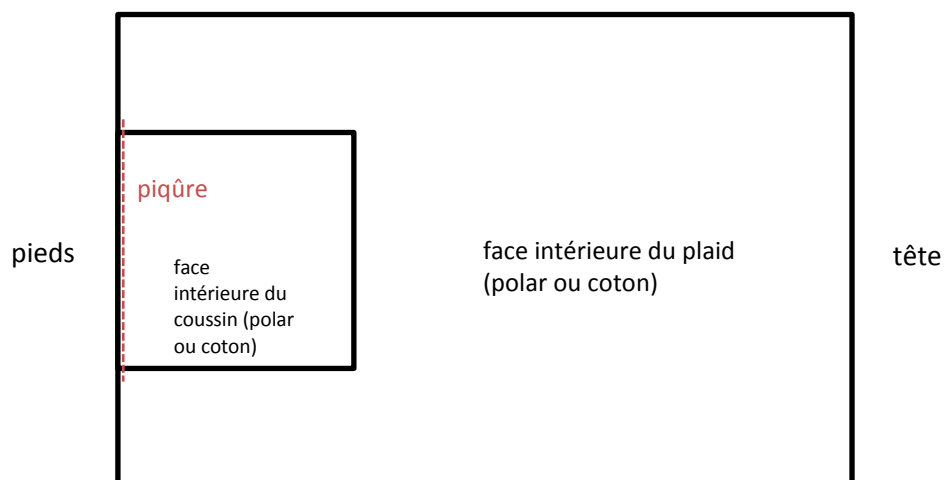 piqûre
pieds
face
intérieure du
coussin (polar
ou coton)
face intérieure du plaid
(polar ou coton)
tête